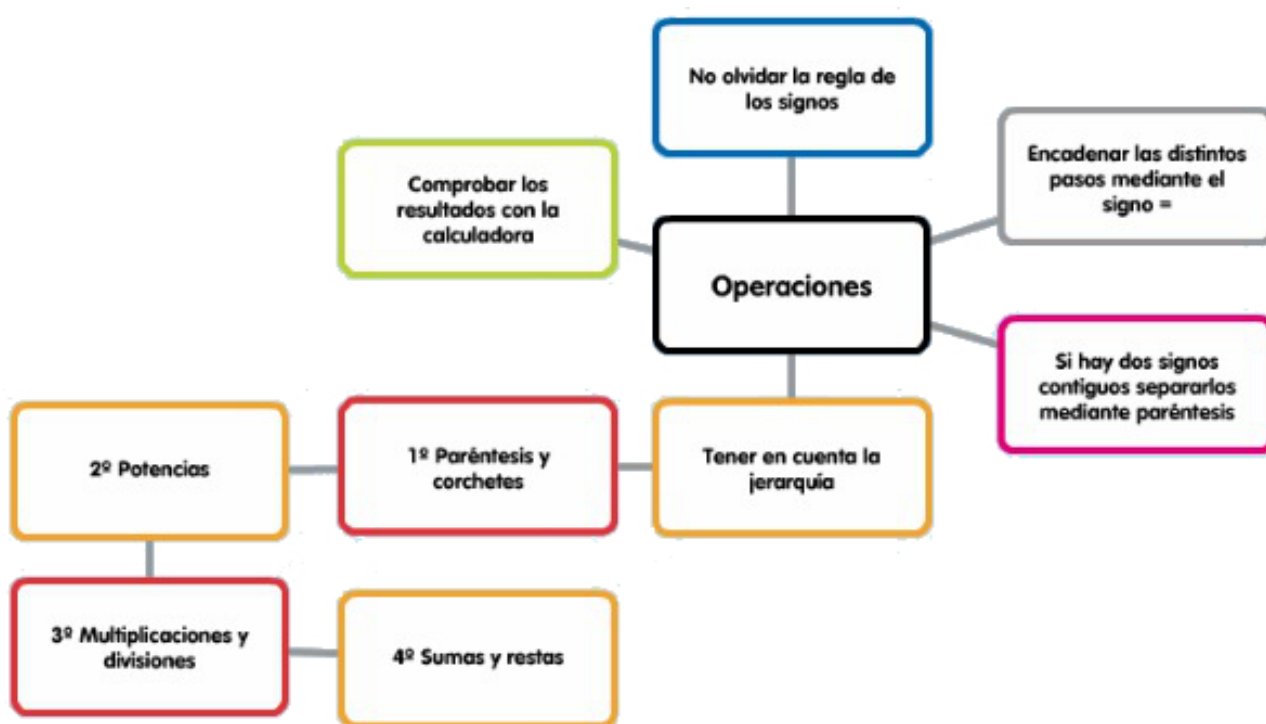 No olvidar la regla de
los signos
Encadenar las distintos
pasos mediante el
signo =
Comprobar los
resultados con la
calculadora
Operaciones
Si hay dos signos
contiguos separarlos
mediante paréntesis
2º Potencias
1º Paréntesis y
corchetes
Tener en cuenta la
jerarquía
3º Multiplicaciones y
divisiones
4º Sumas y restas